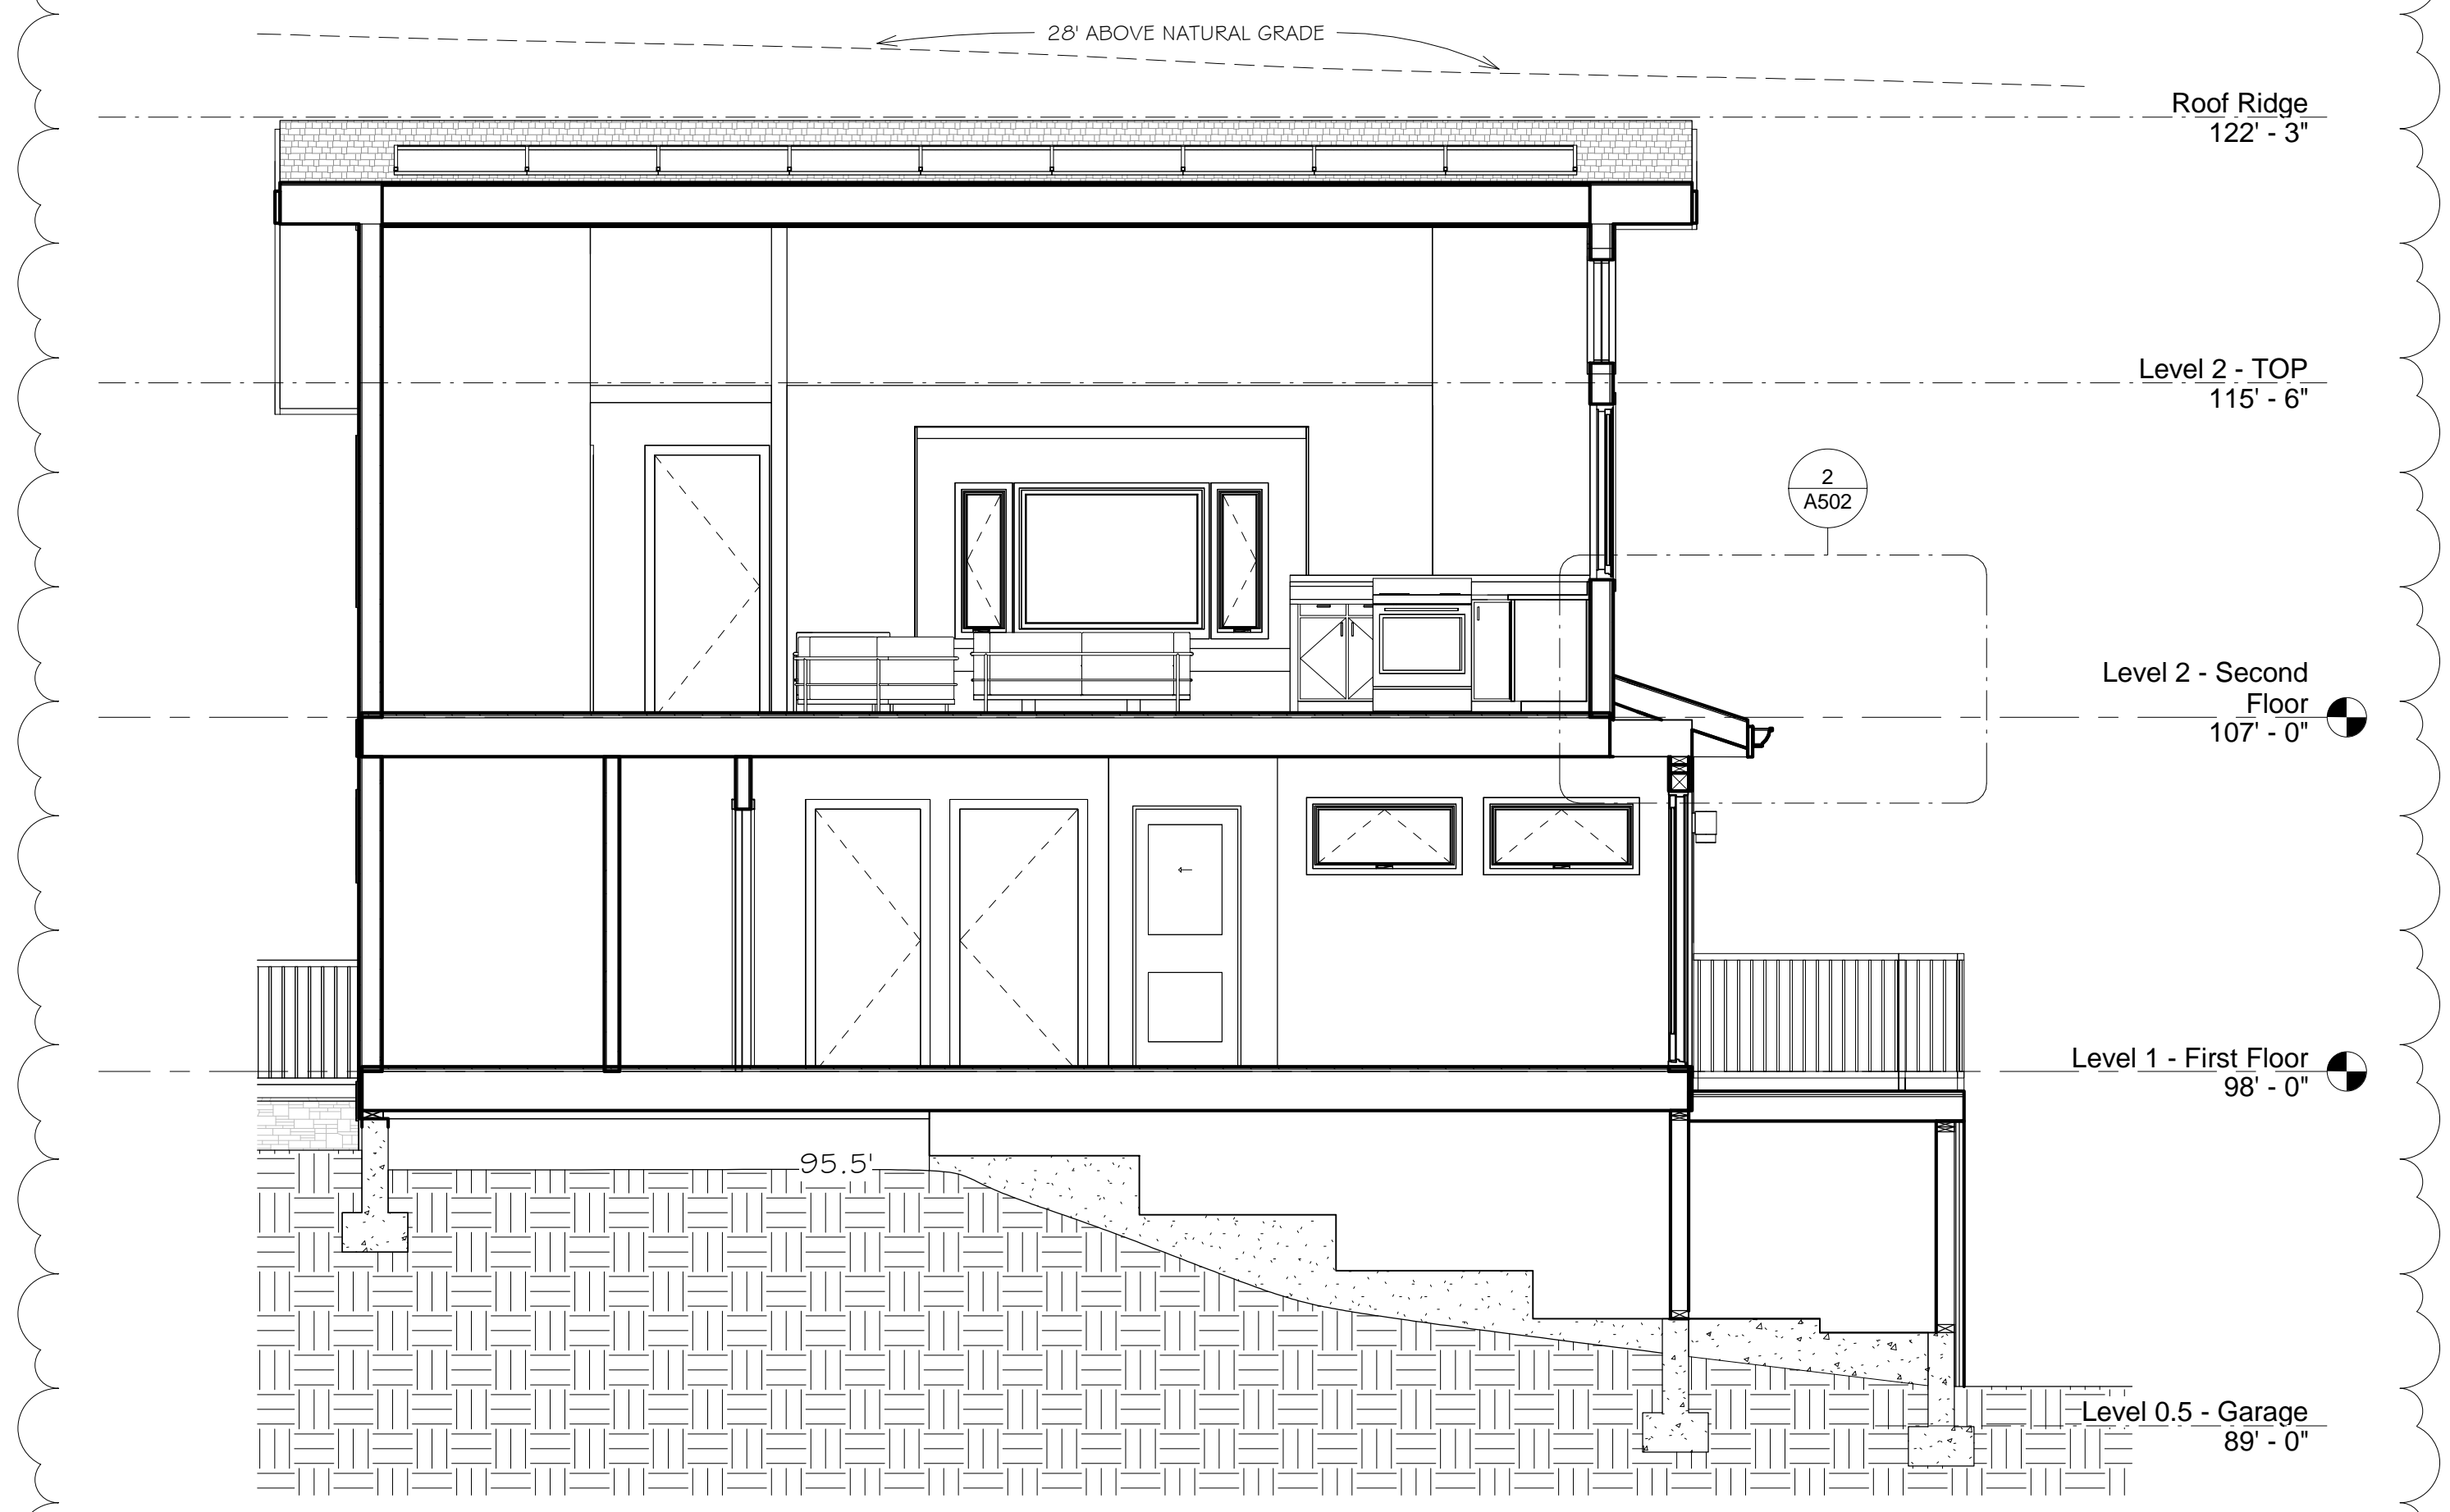 28' ABOVE NATURAL GRADE
Roof Ridge
122' - 3"
Level 2 - TOP
115' - 6"
2
A502
Level 2 - Second
Floor
107' - 0"
Level 1 - First Floor
98' - 0"
95.5'
Level 0.5 - Garage
89' - 0"